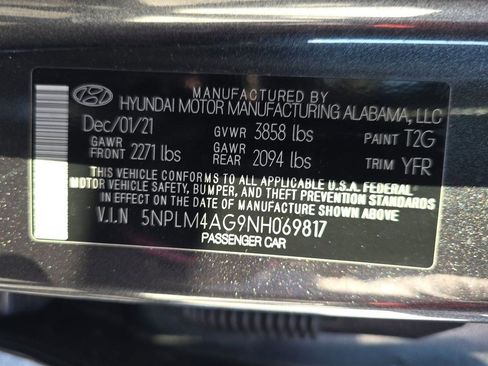 MANUFACTURED BY
HYUNDAI MOTOR MANUFACTURING ALABAMA, LLC
Dec/01/21 GVWR 3858 lbs PAINT T2G
GAWR FRONT 2271 lbs GAWR REAR 2094 lbs TRIM YFR
THIS VEHICLE CONFORMS TO ALL APPLICABLE U.S.A. FEDERAL
MOTOR VEHICLE SAFETY, BUMPER, AND THEFT PREVENTION STANDARDS
IN EFFECT ON THE DATE OF MANUFACTURE SHOWN ABOVE.
V.I.N 5NPLM4AG9NH069817
PASSENGER CAR